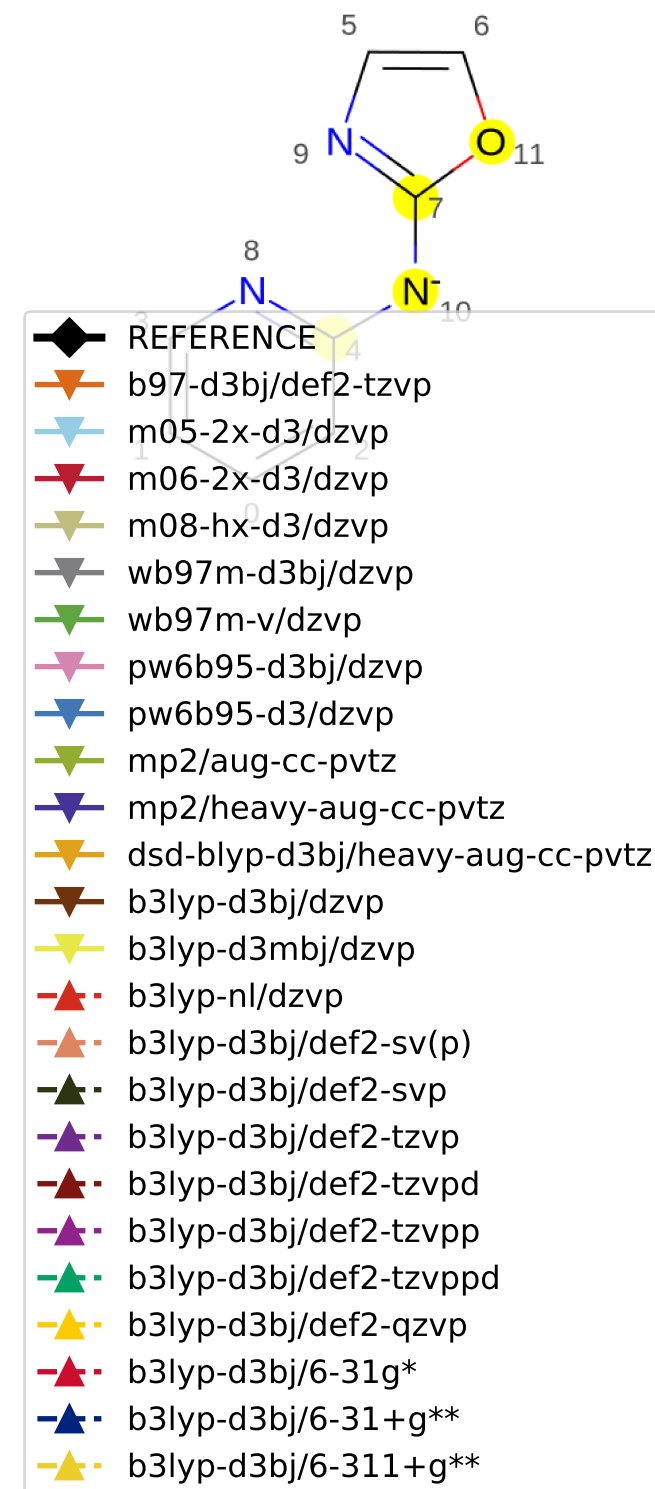 5 6
N O
9 11
7
8
N N-
10
3
REFERENCE
4
b97-d3bj/def2-tzvp
m05-2x-d3/dzvp
1 2
m06-2x-d3/dzvp
0
m08-hx-d3/dzvp
wb97m-d3bj/dzvp
wb97m-v/dzvp
pw6b95-d3bj/dzvp
pw6b95-d3/dzvp
mp2/aug-cc-pvtz
mp2/heavy-aug-cc-pvtz
dsd-blyp-d3bj/heavy-aug-cc-pvtz
b3lyp-d3bj/dzvp
b3lyp-d3mbj/dzvp
b3lyp-nl/dzvp
b3lyp-d3bj/def2-sv(p)
b3lyp-d3bj/def2-svp
b3lyp-d3bj/def2-tzvp
b3lyp-d3bj/def2-tzvpd
b3lyp-d3bj/def2-tzvpp
b3lyp-d3bj/def2-tzvppd
b3lyp-d3bj/def2-qzvp
b3lyp-d3bj/6-31g*
b3lyp-d3bj/6-31+g**
b3lyp-d3bj/6-311+g**